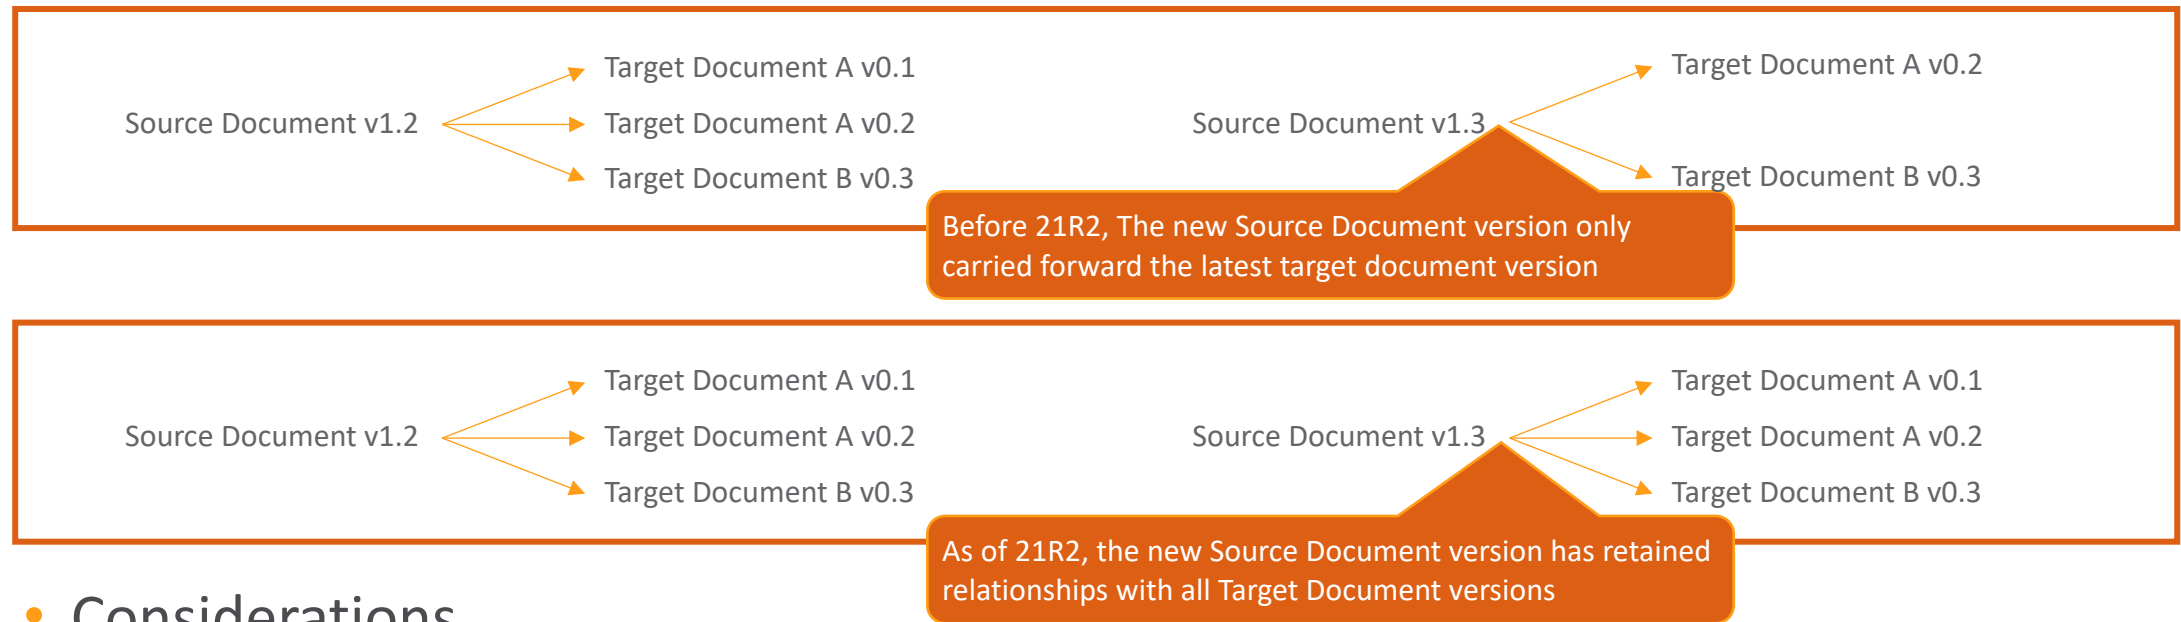 Target Document A v0.1
Source Document v1.2
Target Document A v0.2
Target Document B v0.3
Target Document A v0.2
Source Document v1.3
Target Document B v0.3
Before 21R2, The new Source Document version only
carried forward the latest target document version
Target Document A v0.1
Source Document v1.2
Target Document A v0.2
Target Document B v0.3
Target Document A v0.1
Source Document v1.3
Target Document A v0.2
Target Document B v0.3
As of 21R2, the new Source Document version has retained
relationships with all Target Document versions
• Considerations